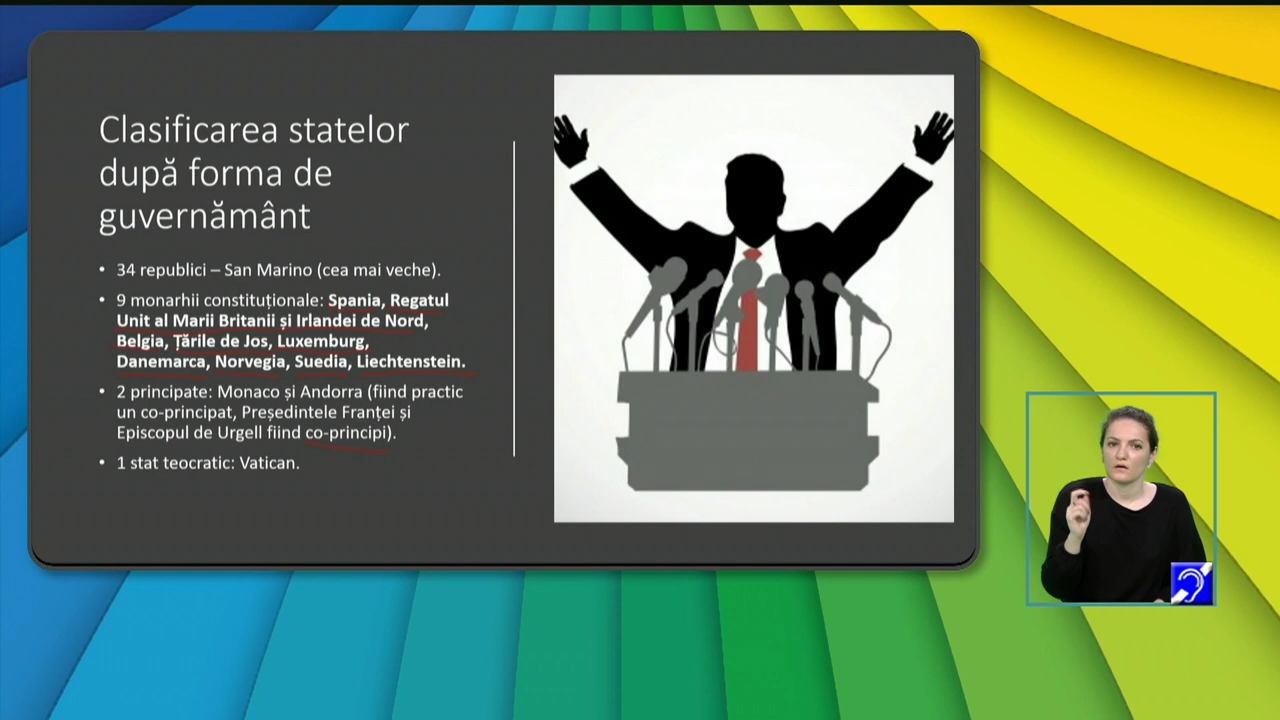 Clasificarea statelor
după forma de
guvernământ
• 34 republici – San Marino (cea mai veche).
• 9 monarhii constituționale: Spania, Regatul
Unit al Marii Britanii și Irlandei de Nord,
Belgia, Țările de Jos, Luxemburg,
Danemarca, Norvegia, Suedia, Liechtenstein.
• 2 principate: Monaco și Andorra (fiind practic
un co-principat, Președintele Franței și
Episcopul de Urgell fiind co-principi).
• 1 stat teocratic: Vatican.